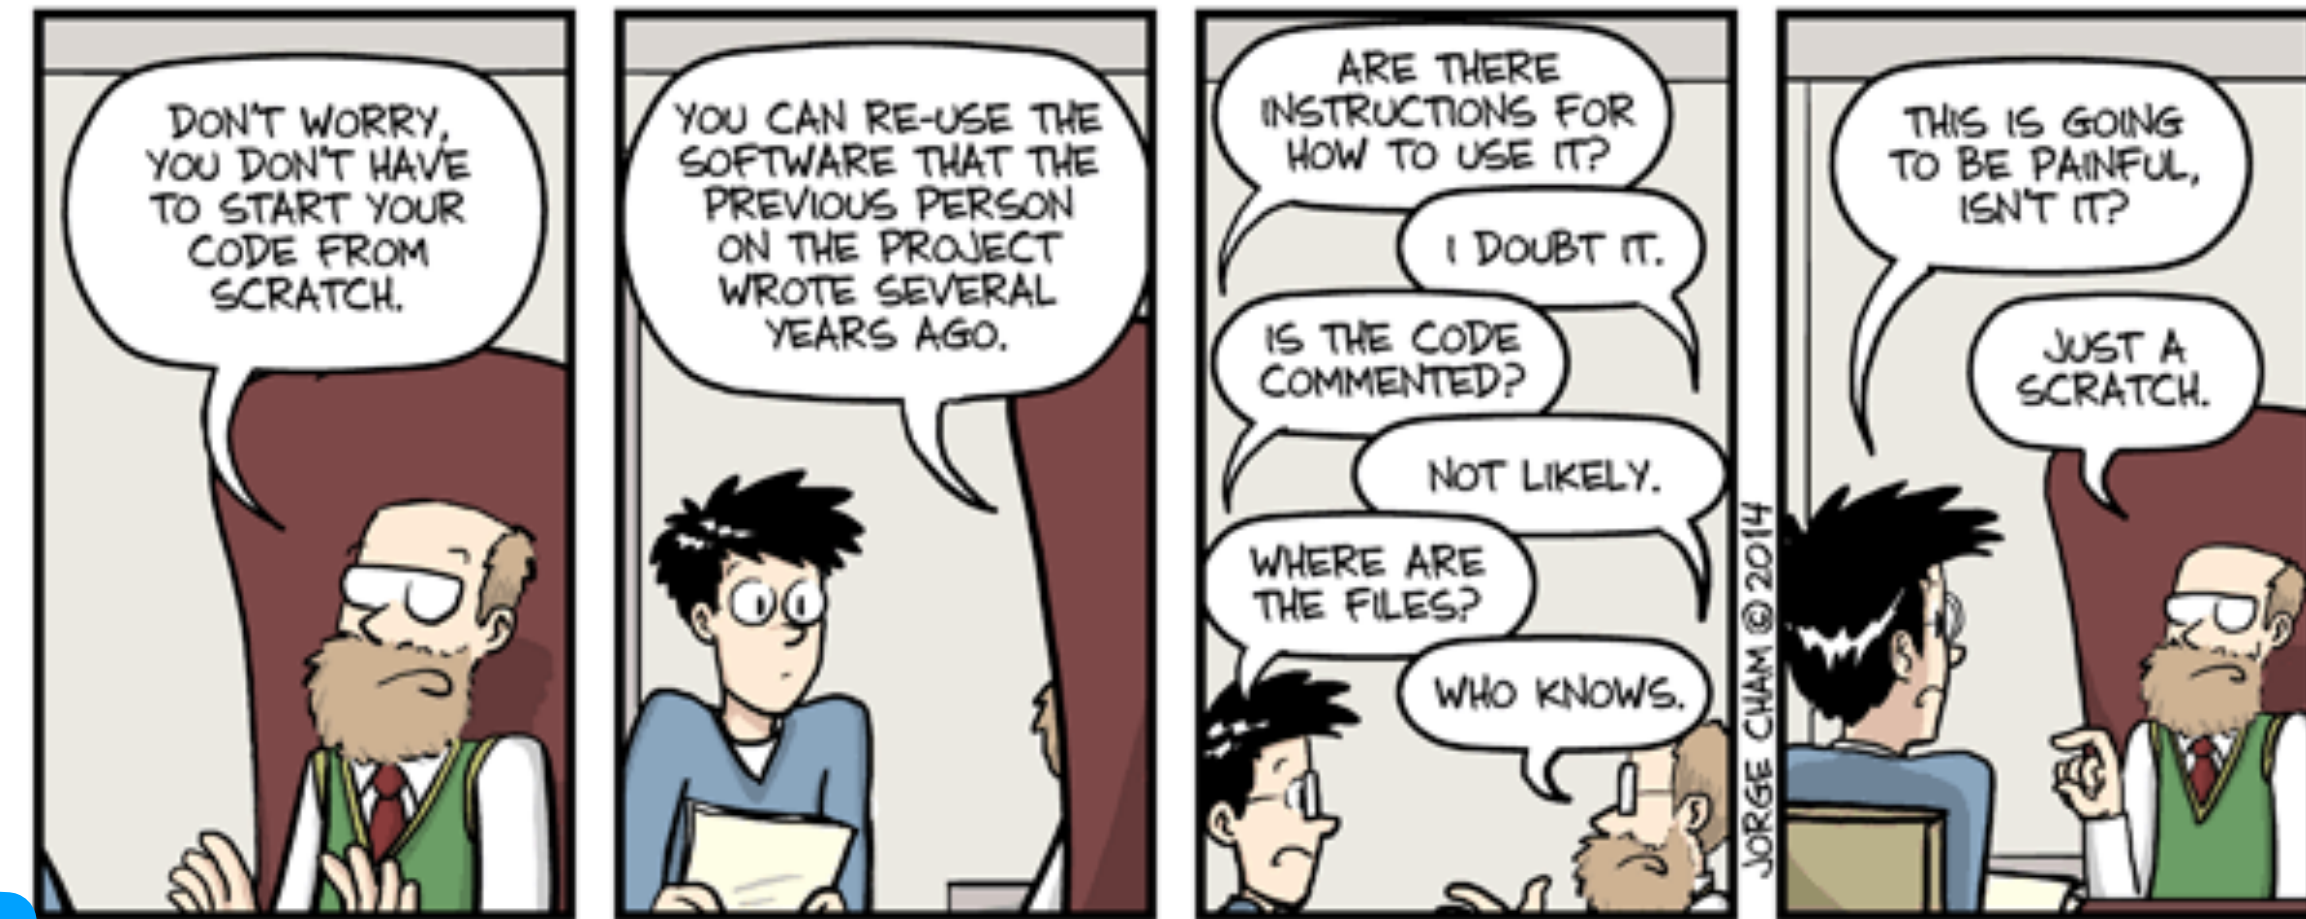 DON'T WORRY,
YOU DON'T HAVE
TO START YOUR
CODE FROM
SCRATCH.
YOU CAN RE-USE THE
SOFTWARE THAT THE
PREVIOUS PERSON
ON THE PROJECT
WROTE SEVERAL
YEARS AGO.
ARE THERE
INSTRUCTIONS FOR
HOW TO USE IT?
I DOUBT IT.
IS THE CODE
COMMENTED?
NOT LIKELY.
WHERE ARE
THE FILES?
WHO KNOWS.
JORGE CHAM © 2014
THIS IS GOING
TO BE PAINFUL,
ISN'T IT?
JUST A
SCRATCH.